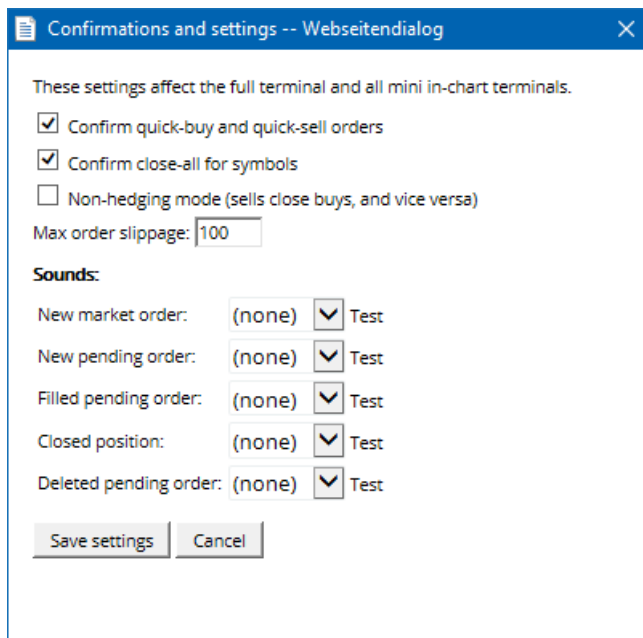 Confirmations and settings -- Webseitendialog
These settings affect the full terminal and all mini in-chart terminals.
Confirm quick-buy and quick-sell orders
Confirm close-all for symbols
Non-hedging mode (sells close buys, and vice versa)
Max order slippage: 100
Sounds:
New market order: (none) Test
New pending order: (none) Test
Filled pending order: (none) Test
Closed position: (none) Test
Deleted pending order: (none) Test
Save settings Cancel